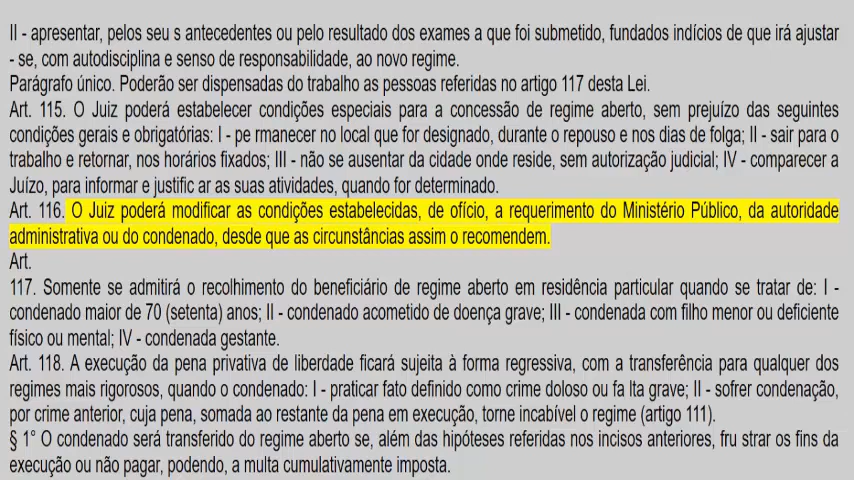 II - apresentar, pelos seu s antecedentes ou pelo resultado dos exames a que foi submetido, fundados indícios de que irá ajustar
- se, com autodisciplina e senso de responsabilidade, ao novo regime.
Parágrafo único. Poderão ser dispensadas do trabalho as pessoas referidas no artigo 117 desta Lei.
Art. 115. O Juiz poderá estabelecer condições especiais para a concessão de regime aberto, sem prejuízo das seguintes
condições gerais e obrigatórias: I - pe rmanecer no local que for designado, durante o repouso e nos dias de folga; II - sair para o
trabalho e retornar, nos horários fixados; III - não se ausentar da cidade onde reside, sem autorização judicial; IV - comparecer a
Juízo, para informar e justific ar as suas atividades, quando for determinado.
Art. 116. O Juiz poderá modificar as condições estabelecidas, de ofício, a requerimento do Ministério Público, da autoridade
administrativa ou do condenado, desde que as circunstâncias assim o recomendem.
Art.
117. Somente se admitirá o recolhimento do beneficiário de regime aberto em residência particular quando se tratar de: I -
condenado maior de 70 (setenta) anos; II - condenado acometido de doença grave; III - condenada com filho menor ou deficiente
físico ou mental; IV - condenada gestante.
Art. 118. A execução da pena privativa de liberdade ficará sujeita à forma regressiva, com a transferência para qualquer dos
regimes mais rigorosos, quando o condenado: I - praticar fato definido como crime doloso ou fa lta grave; II - sofrer condenação,
por crime anterior, cuja pena, somada ao restante da pena em execução, torne incabível o regime (artigo 111).
§ 1° O condenado será transferido do regime aberto se, além das hipóteses referidas nos incisos anteriores, fru strar os fins da
execução ou não pagar, podendo, a multa cumulativamente imposta.